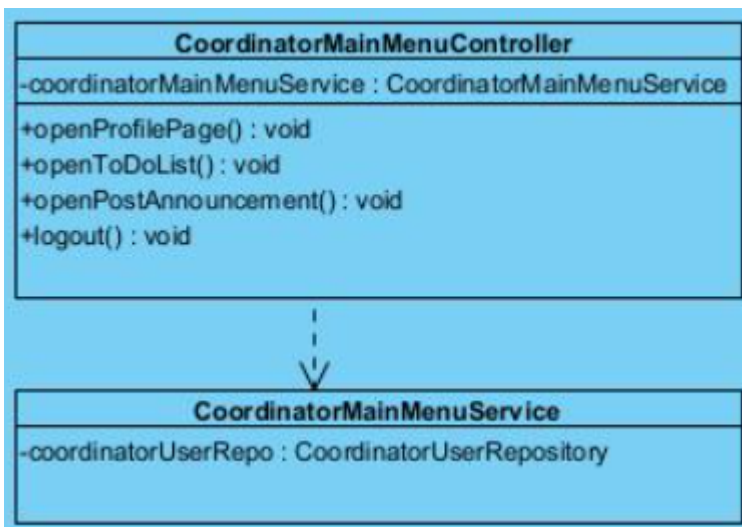 CoordinatorMainMenuController
-coordinatorMainMenuService : CoordinatorMainMenuService
+openProfilePage() : void
+openToDoList() : void
+openPostAnnouncement() : void
+logout() : void
CoordinatorMainMenuService
-coordinatorUserRepo : CoordinatorUserRepository